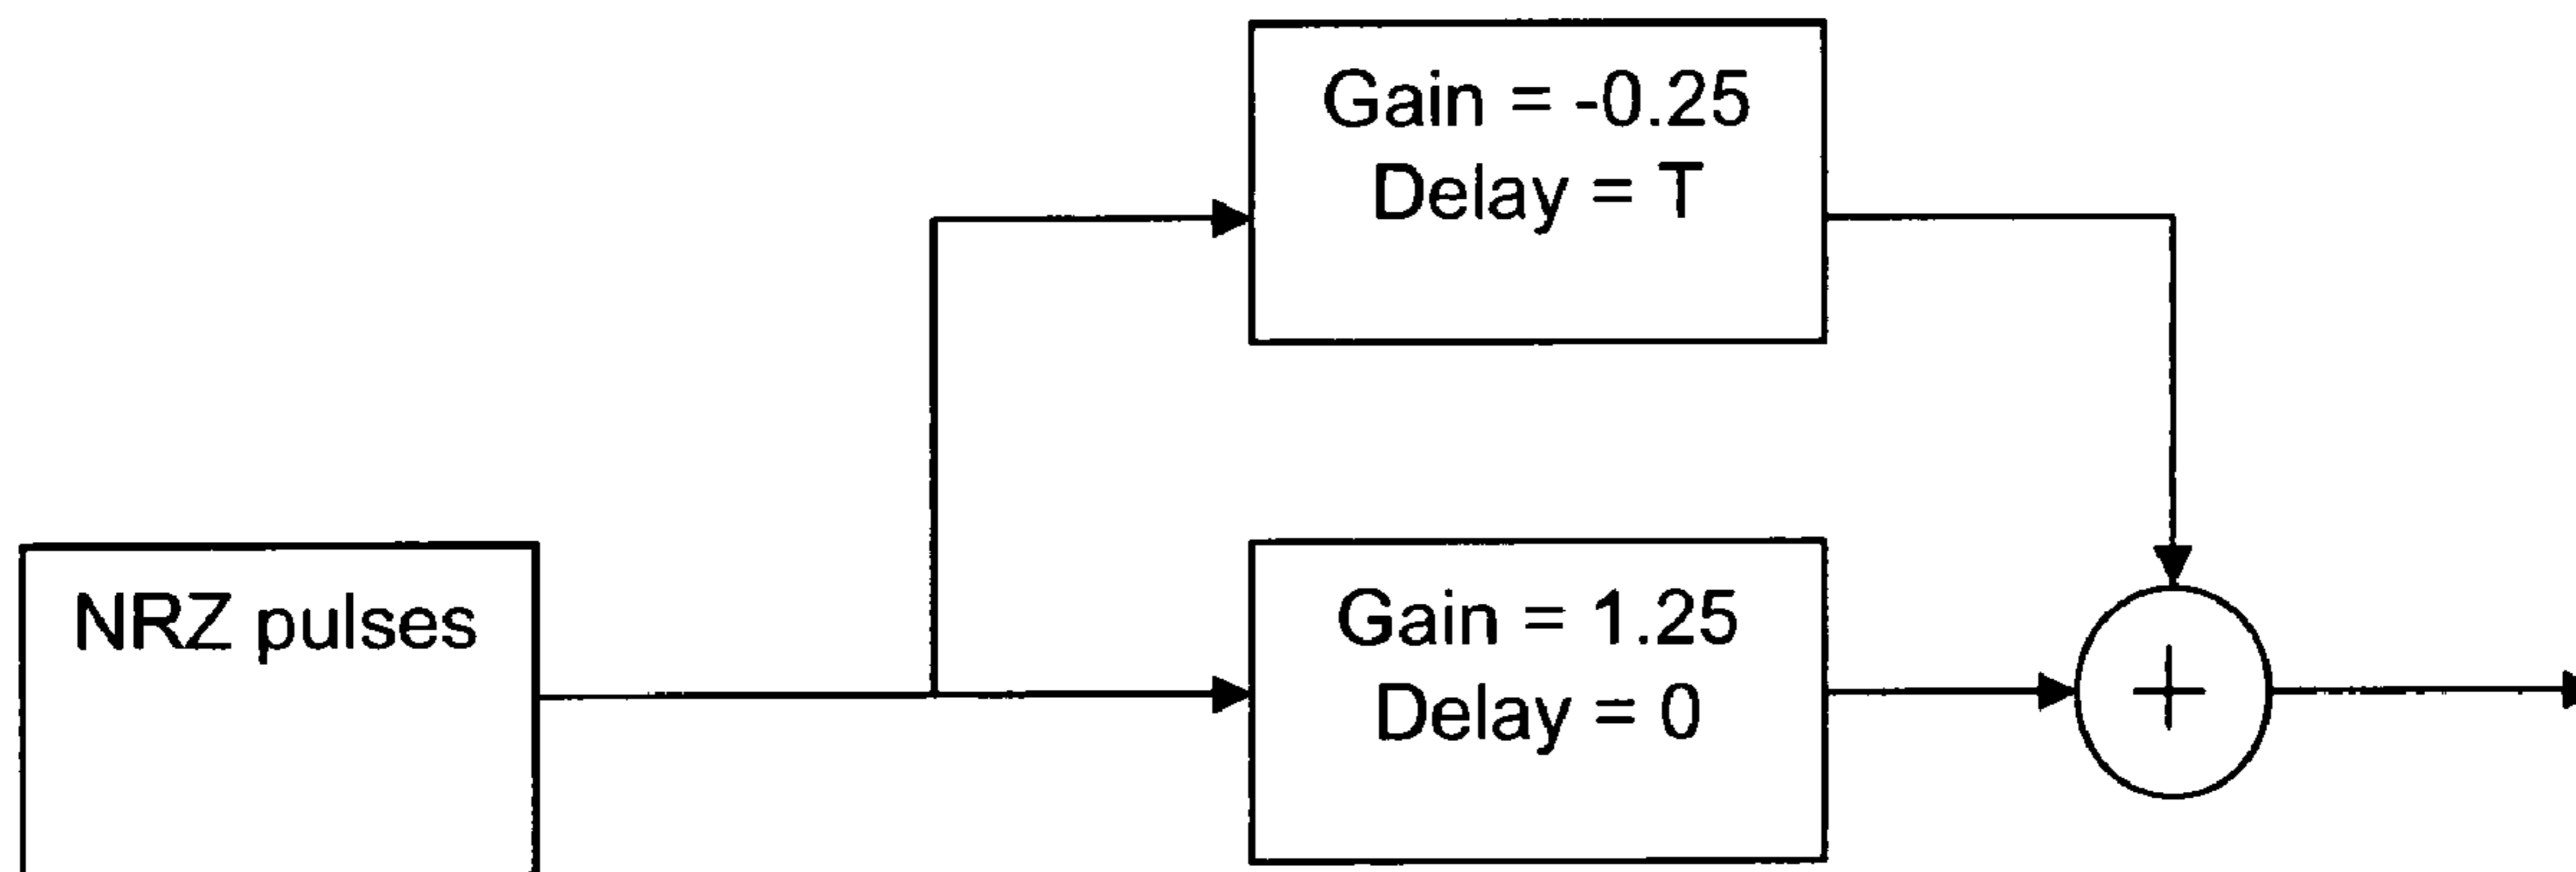 Gain = -0.25
Delay = T
NRZ pulses
Gain = 1.25
Delay = 0
+